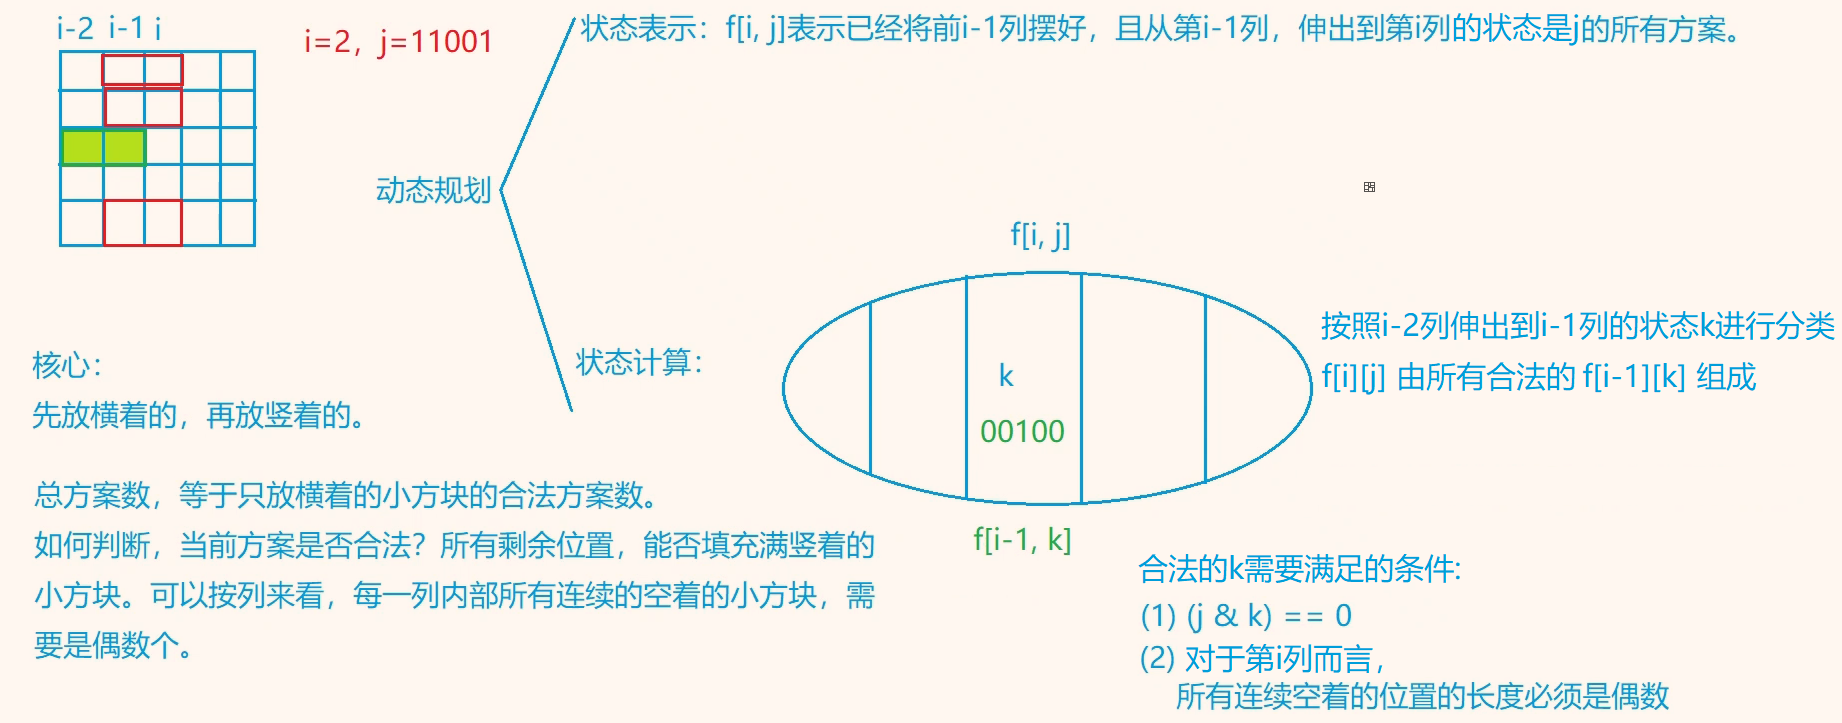 i-2 i-1 i
i=2，j=11001
状态表示：f[i, j]表示已经将前i-1列摆好，且从第i-1列，伸出到第i列的状态是j的所有方案。
动态规划
f[i, j]
状态计算：
k
00100
f[i-1, k]
按照i-2列伸出到i-1列的状态k进行分类
f[i][j] 由所有合法的 f[i-1][k] 组成
核心：
先放横着的，再放竖着的。
总方案数，等于只放横着的小方块的合法方案数。
如何判断，当前方案是否合法？所有剩余位置，能否填充满竖着的
小方块。可以按列来看，每一列内部所有连续的空着的小方块，需
要是偶数个。
合法的k需要满足的条件:
(1) (j & k) == 0
(2) 对于第i列而言，
所有连续空着的位置的长度必须是偶数